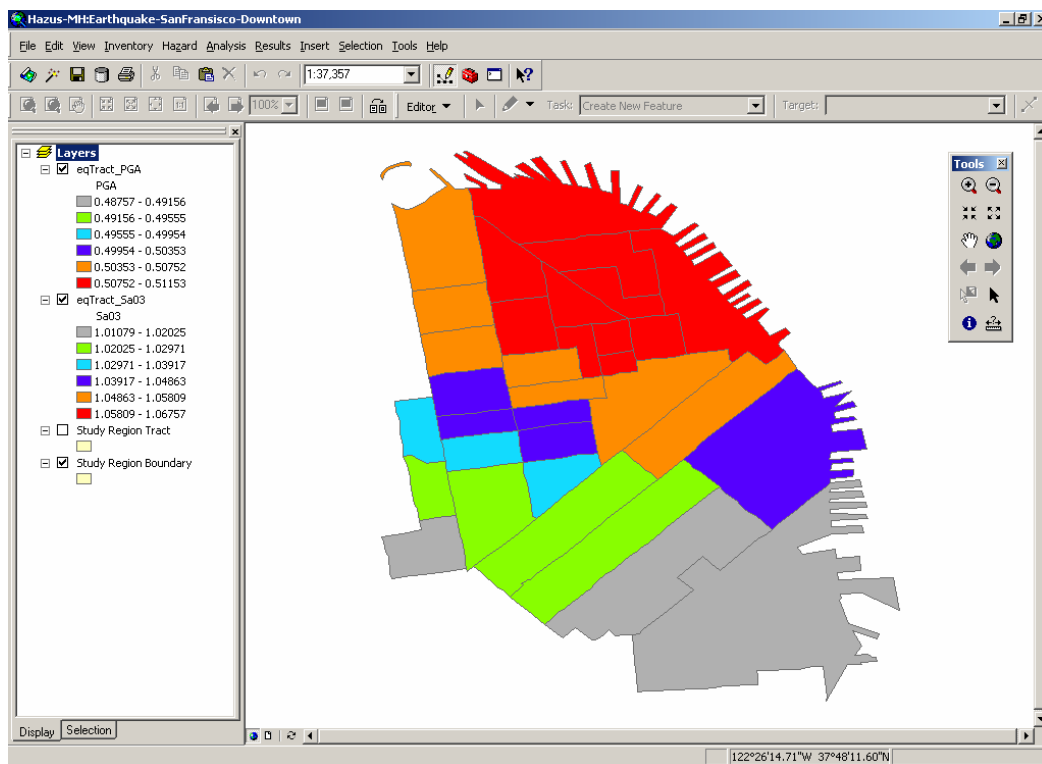 Hazus-MH:Earthquake-SanFransisco-Downtown
File Edit View Inventory Hazard Analysis Results Insert Selection Tools Help
1:37,357
100% Editor Task: Create New Feature Target:
Layers
eqTract_PGA
PGA
0.48757 - 0.49156
0.49156 - 0.49555
0.49555 - 0.49954
0.49954 - 0.50353
0.50353 - 0.50752
0.50752 - 0.51153
eqTract_Sa03
Sa03
1.01079 - 1.02025
1.02025 - 1.02971
1.02971 - 1.03917
1.03917 - 1.04863
1.04863 - 1.05809
1.05809 - 1.06757
Study Region Tract
Study Region Boundary
Tools
Display Selection
122°26'14.71"W 37°48'11.60"N